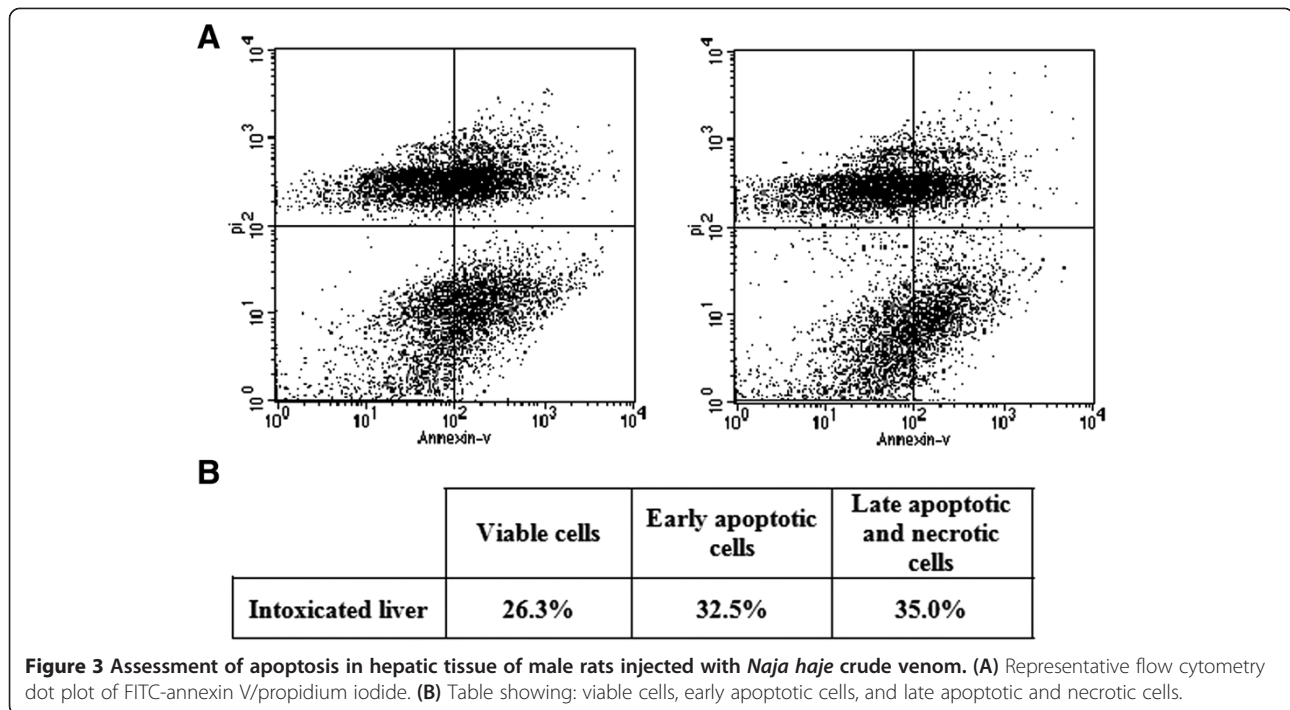 A
10^4
10^3
10^2
10^1
10^0
pi
10^0 10^1 10^2 10^3 10^4
Annexin-v
10^4
10^3
10^2
10^1
10^0
pi
10^0 10^1 10^2 10^3 10^4
Annexin-v
B
Viable cells
Early apoptotic
cells
Late apoptotic
and necrotic
cells
Intoxicated liver 26.3% 32.5% 35.0%
Figure 3 Assessment of apoptosis in hepatic tissue of male rats injected with Naja haje crude venom. (A) Representative flow cytometry
dot plot of FITC-annexin V/propidium iodide. (B) Table showing: viable cells, early apoptotic cells, and late apoptotic and necrotic cells.